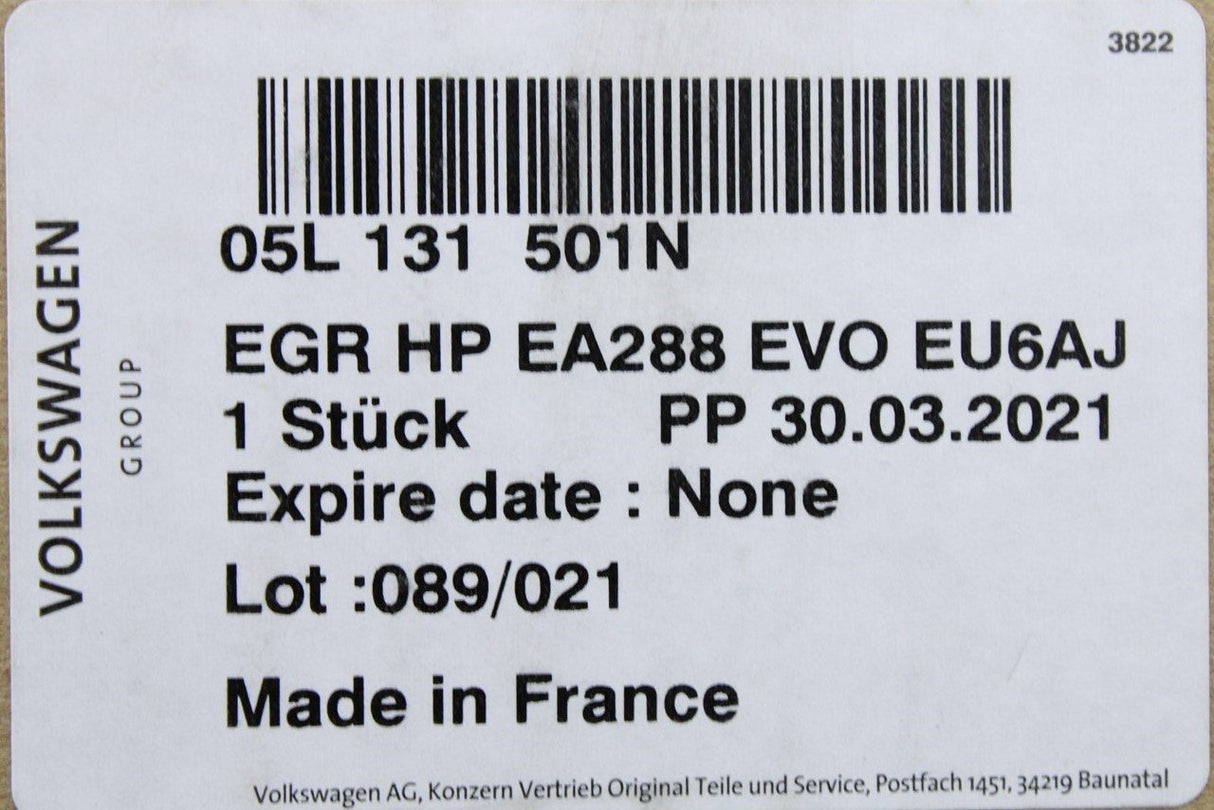 3822
VOLKSWAGEN
GROUP
05L 131 501N
EGR HP EA288 EVO EU6AJ
1 Stück PP 30.03.2021
Expire date : None
Lot :089/021
Made in France
Volkswagen AG, Konzern Vertrieb Original Teile und Service, Postfach 1451, 34219 Baunatal